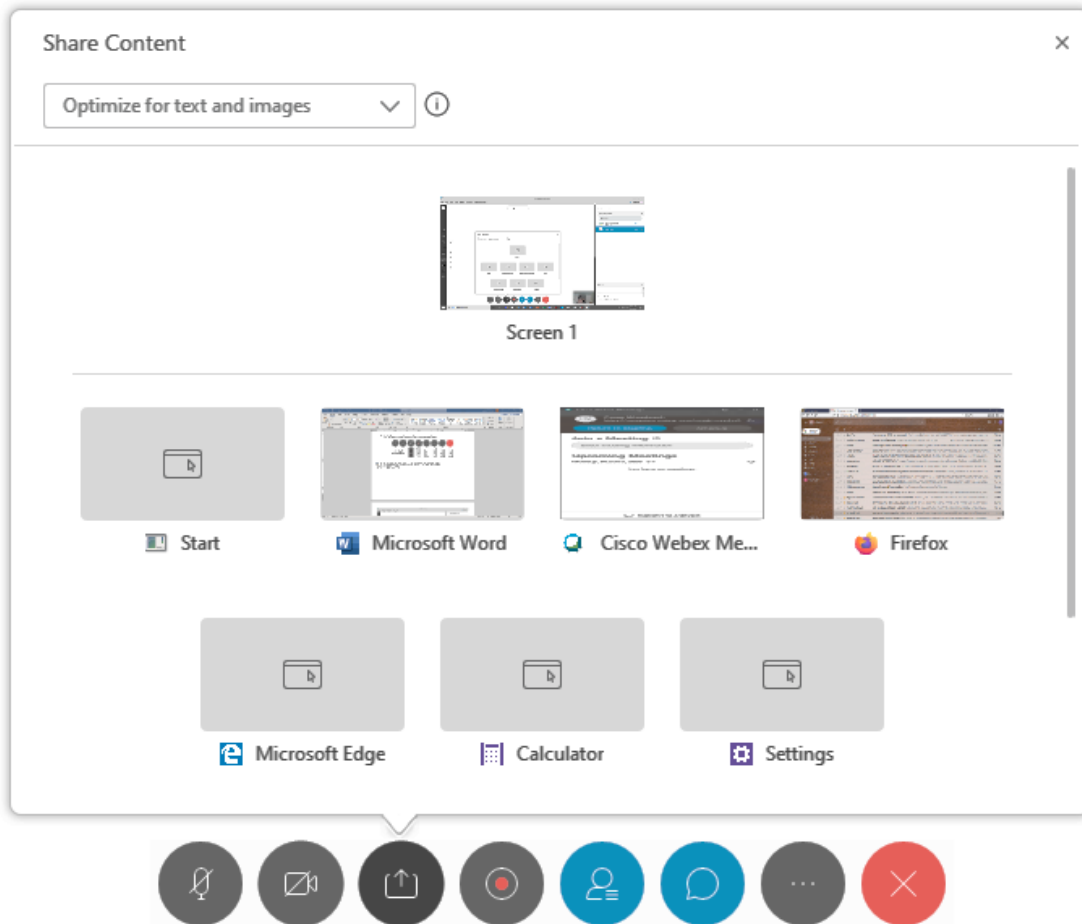 Share Content
Optimize for text and images
Screen 1
Start
Microsoft Word
Cisco Webex Me...
Firefox
Microsoft Edge
Calculator
Settings